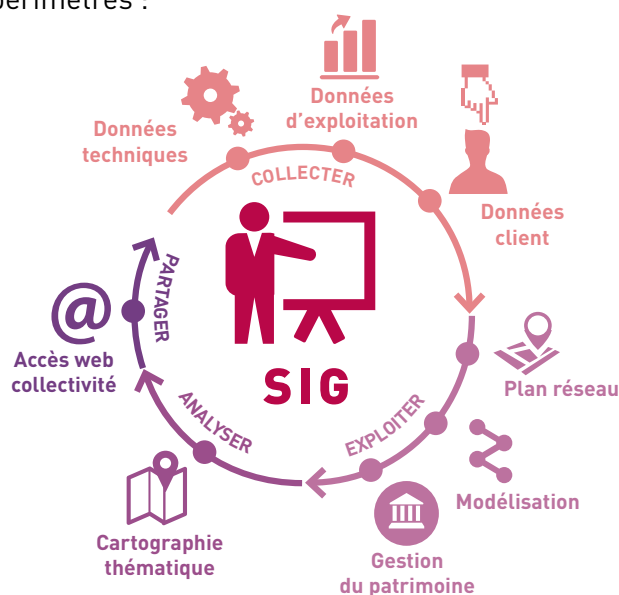 périmètres :
Données
d'exploitation
Données
techniques
COLLECTER
Données
client
PARTAGER
@
Accès web
collectivité
SIG
Plan réseau
ANALYSER
EXPLOITER
Modélisation
Cartographie
thématique
Gestion
du patrimoine